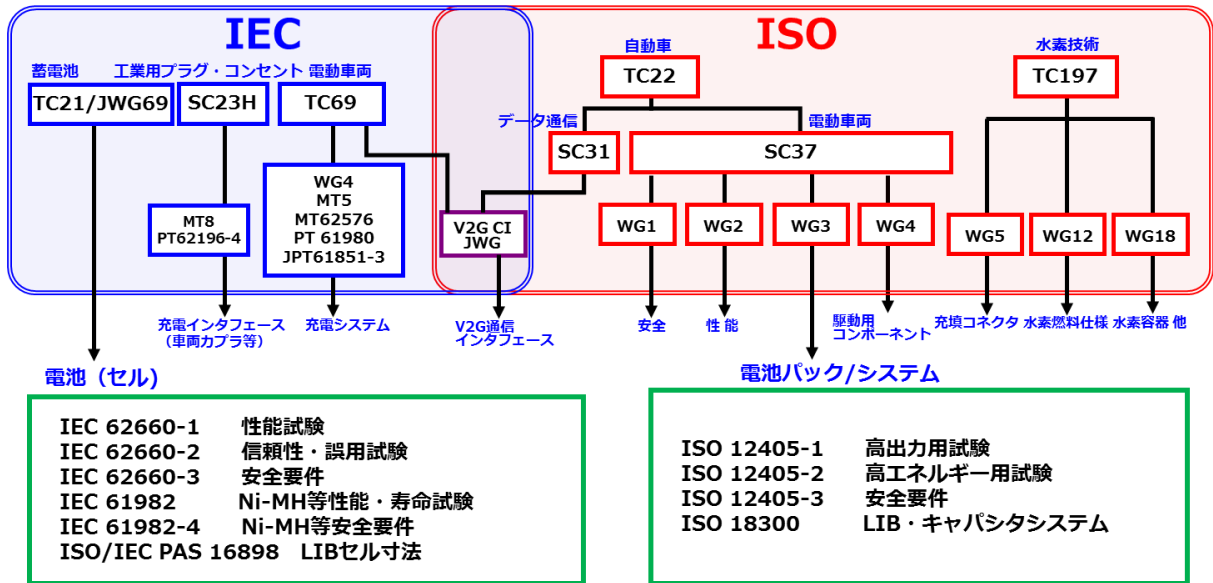 IEC
ISO
蓄電池
工業用プラグ・コンセント
電動車両
自動車
水素技術
TC21/JWG69
SC23H
TC69
TC22
TC197
データ通信
電動車両
SC31
SC37
WG4
MT5
MT62576
PT 61980
JPT61851-3
MT8
PT62196-4
V2G CI
JWG
WG1
WG2
WG3
WG4
WG5
WG12
WG18
充電インタフェース
（車両カプラ等）
充電システム
V2G通信
インタフェース
安全
性 能
駆動用
コンポーネント
充填コネクタ
水素燃料仕様
水素容器 他
電池（セル）
電池パック/システム
IEC 62660-1 性能試験
IEC 62660-2 信頼性・誤用試験
IEC 62660-3 安全要件
IEC 61982 Ni-MH等性能・寿命試験
IEC 61982-4 Ni-MH等安全要件
ISO/IEC PAS 16898 LIBセル寸法
ISO 12405-1 高出力用試験
ISO 12405-2 高エネルギー用試験
ISO 12405-3 安全要件
ISO 18300 LIB・キャパシタシステム